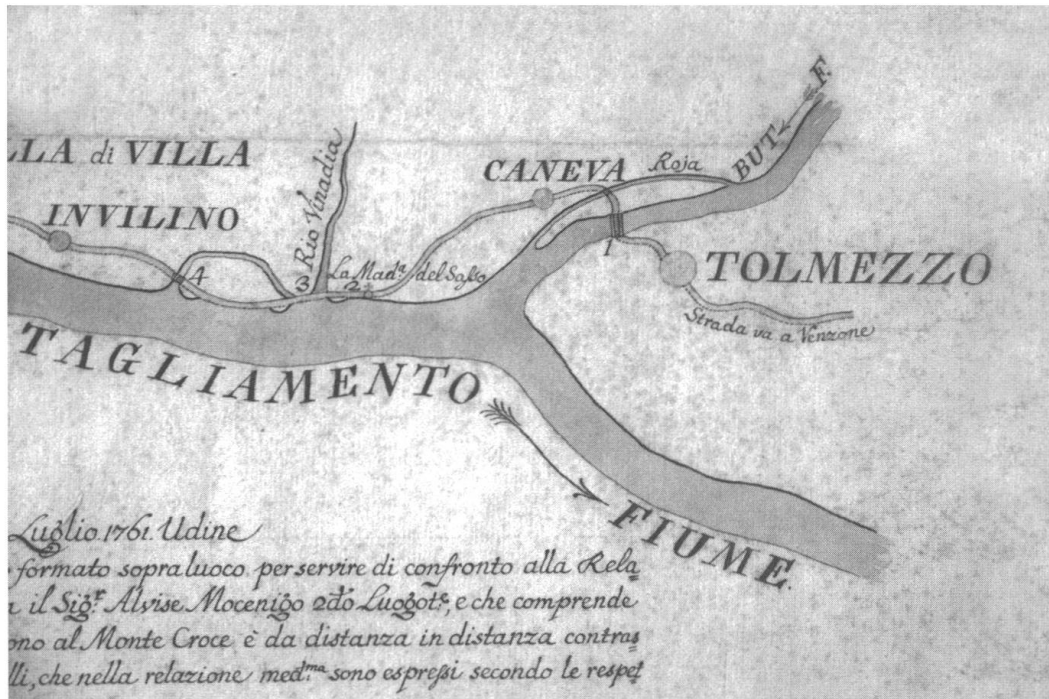 LLA di VILLA
INVILINO
Rio Vinadia
CANEVA
Roja
BUT F.
TOLMEZZO
Strada va a Venzone
La Mad.ª del Sasso
1
2
3
4
TAGLIAMENTO
FIUME
Luglio. 1761. Udine
formato sopraluoco per servire di confronto alla Rela
il Sig.r Alvise Mocenigo 2do Luogot.e, e che comprende
ono al Monte Croce è da distanza in distanza contras
lli, che nella relazione med.ma sono espressi secondo le respet